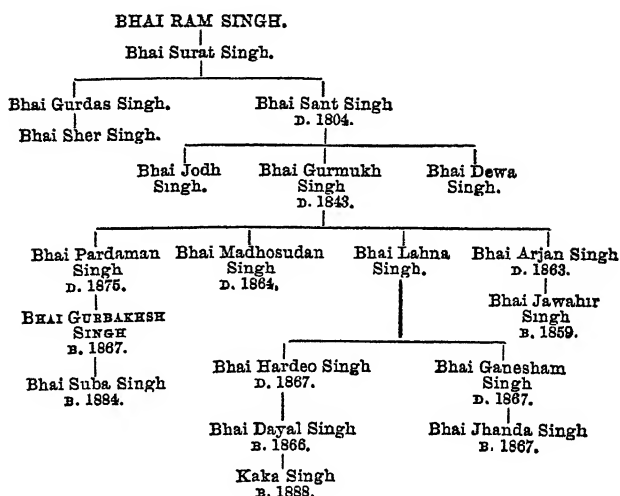 BHAI RAM SINGH.
Bhai Surat Singh.
Bhai Gurdas Singh.
Bhai Sant Singh
D. 1804.
Bhai Sher Singh.
Bhai Jodh
Singh.
Bhai Gurmukh
Singh
D. 1843.
Bhai Dewa
Singh.
Bhai Pardaman
Singh
D. 1875.
Bhai Madhosudan
Singh
D. 1864.
Bhai Lahna
Singh.
Bhai Arjan Singh
D. 1863.
BHAI GURBAKHSH
SINGH
B. 1867.
Bhai Jawahir
Singh
B. 1859.
Bhai Suba Singh
B. 1884.
Bhai Hardeo Singh
D. 1867.
Bhai Ganesham
Singh
D. 1867.
Bhai Dayal Singh
B. 1866.
Bhai Jhanda Singh
B. 1867.
Kaka Singh
B. 1888.